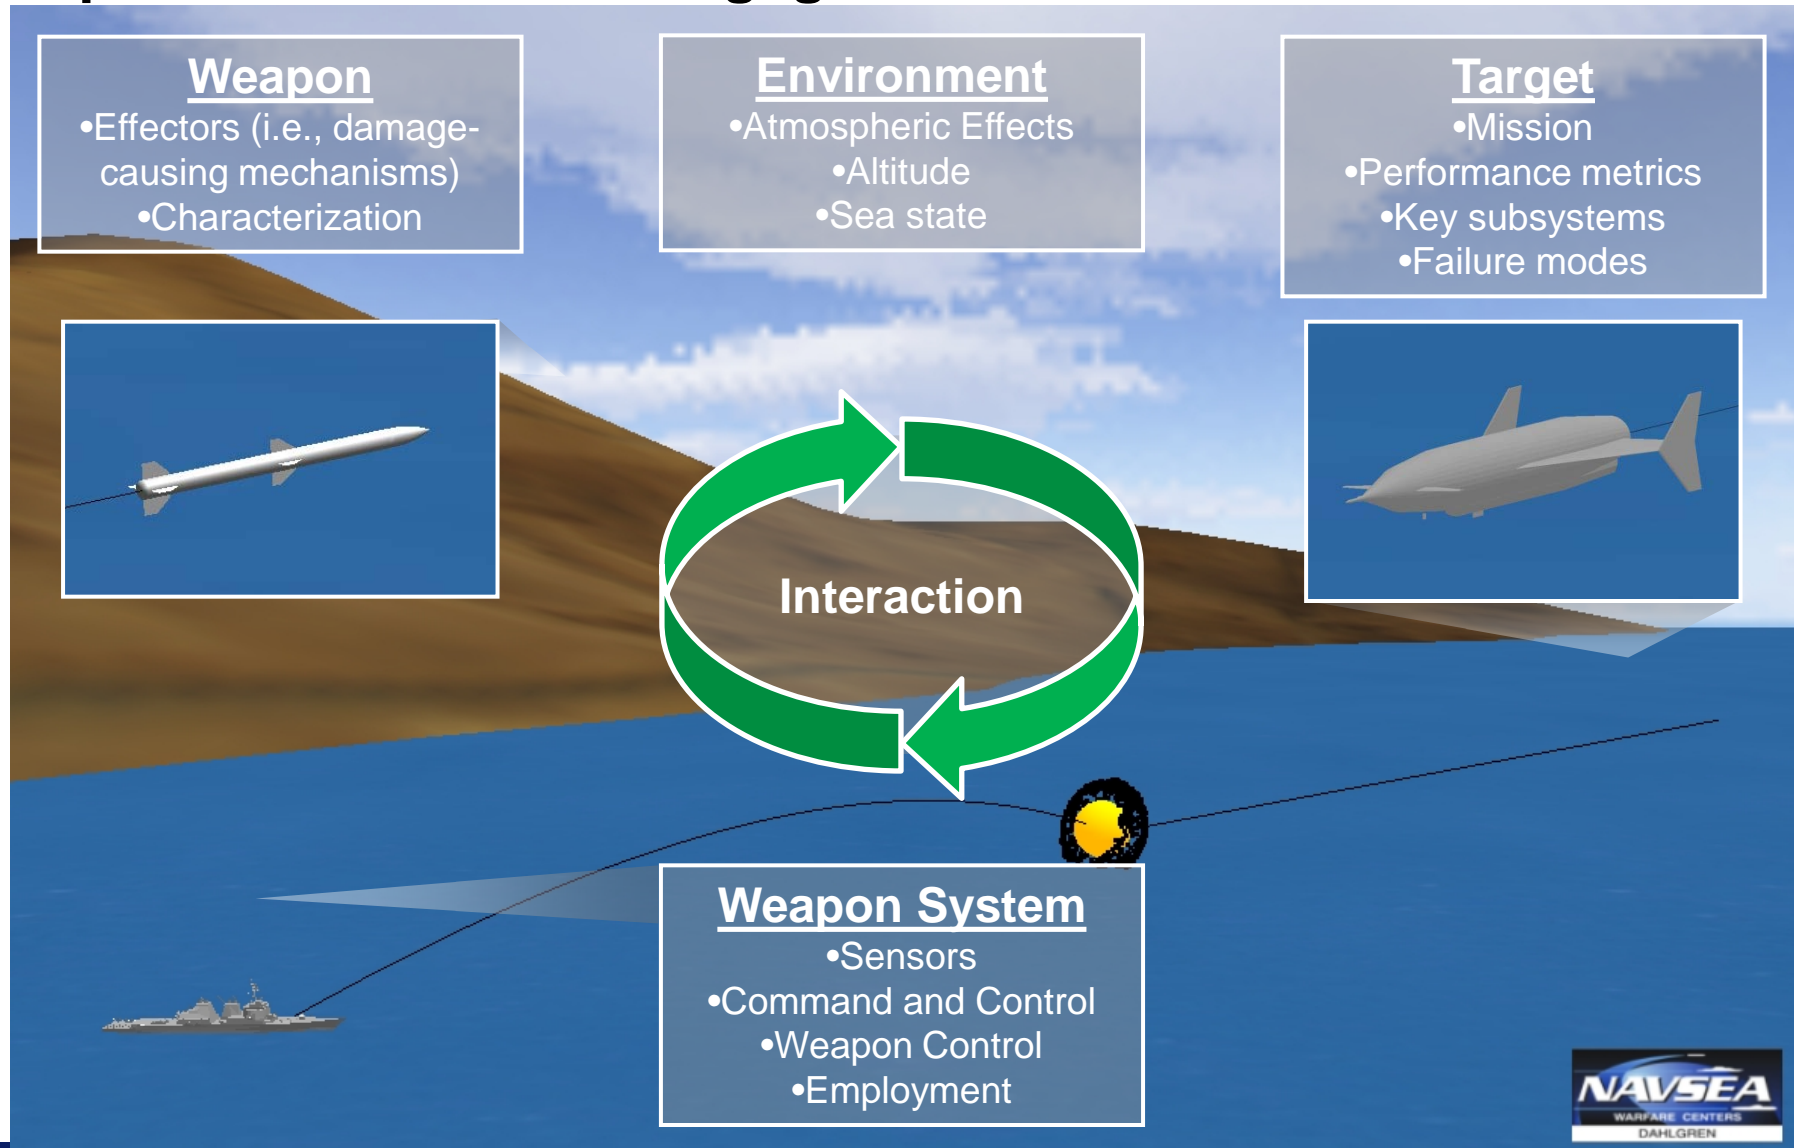 Weapon
•Effectors (i.e., damage-
causing mechanisms)
•Characterization
Environment
•Atmospheric Effects
•Altitude
•Sea state
Target
•Mission
•Performance metrics
•Key subsystems
•Failure modes
Interaction
Weapon System
•Sensors
•Command and Control
•Weapon Control
•Employment
NAVSEA
WARFARE CENTERS
DAHLGREN